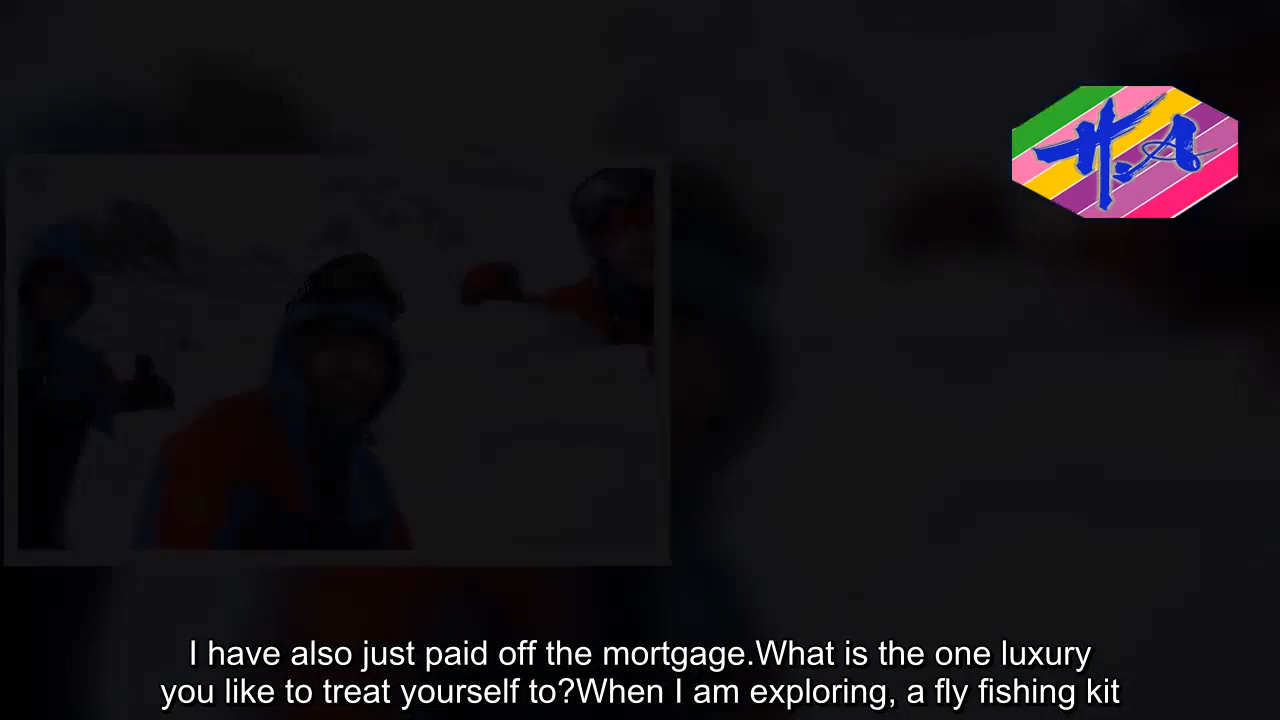 I have also just paid off the mortgage.What is the one luxury
you like to treat yourself to?When I am exploring, a fly fishing kit